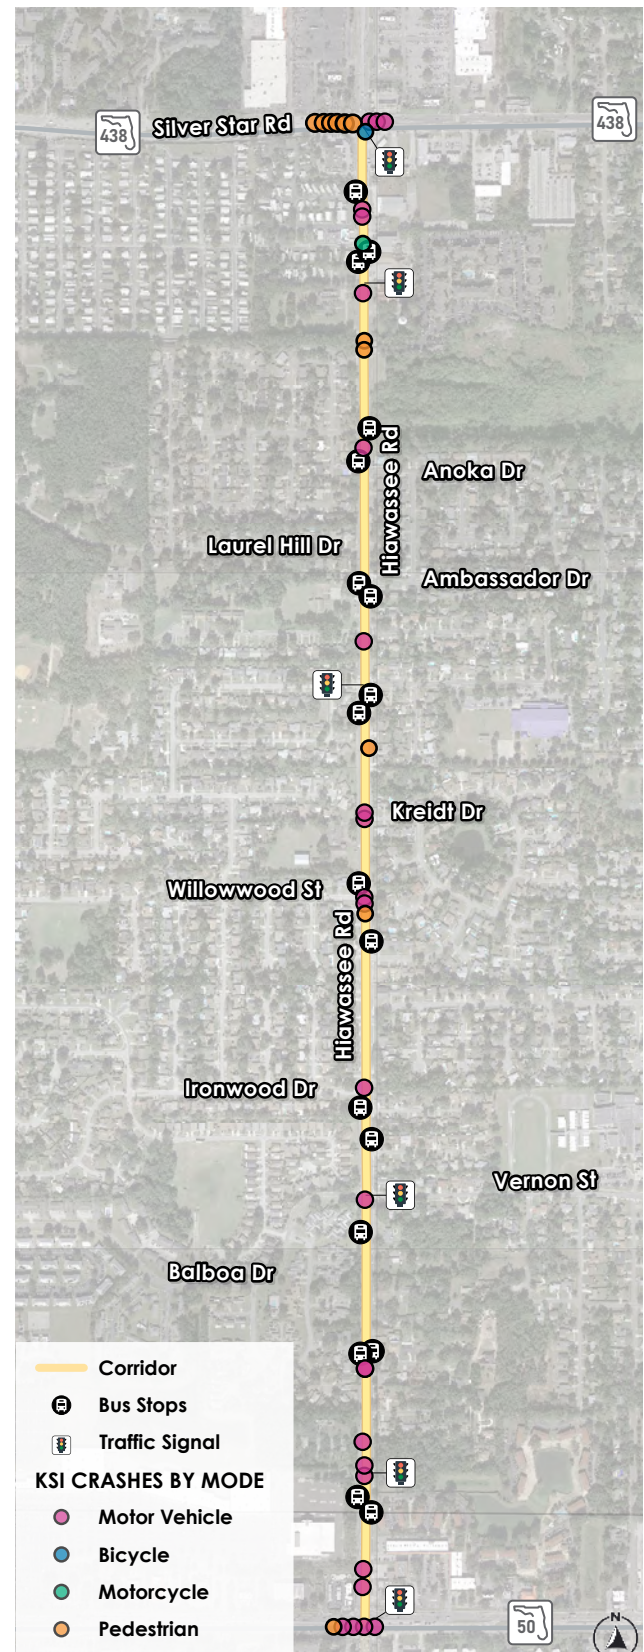 438
Silver Star Rd
438
Hiawassee Rd
Anoka Dr
Laurel Hill Dr
Ambassador Dr
Kreidt Dr
Willowwood St
Hiawassee Rd
Ironwood Dr
Vernon St
Balboa Dr
Corridor
Bus Stops
Traffic Signal
KSI CRASHES BY MODE
Motor Vehicle
Bicycle
Motorcycle
Pedestrian
50
N